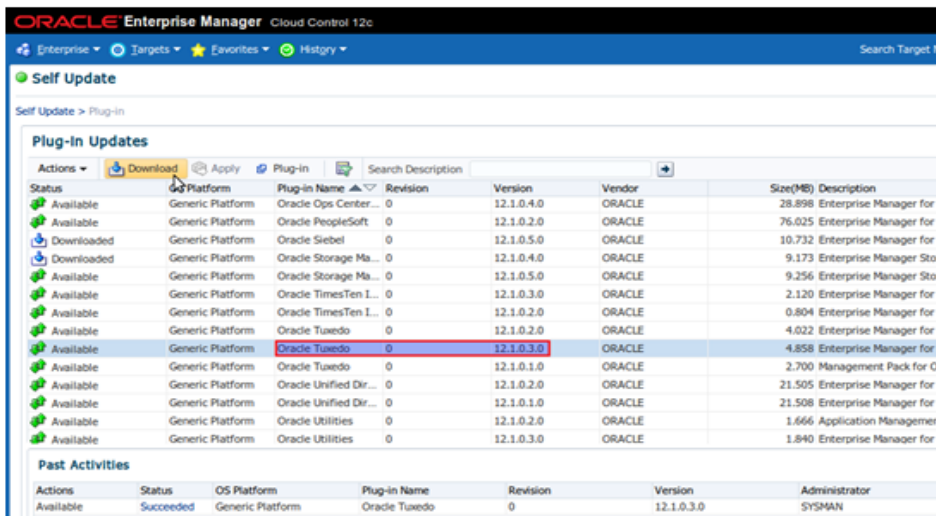 ORACLE Enterprise Manager Cloud Control 12c
Enterprise Targets Favorites History Search Target
Self Update
Self Update > Plug-in
Plug-in Updates
Actions Download Apply Plug-in Search Description
Status Platform Plug-in Name Revision Version Vendor Size(MB) Description
Available Generic Platform Oracle Ops Center... 0 12.1.0.4.0 ORACLE 28.898 Enterprise Manager for
Available Generic Platform Oracle PeopleSoft 0 12.1.0.2.0 ORACLE 76.025 Enterprise Manager for
Downloaded Generic Platform Oracle Siebel 0 12.1.0.5.0 ORACLE 10.732 Enterprise Manager for
Downloaded Generic Platform Oracle Storage Ma... 0 12.1.0.4.0 ORACLE 9.173 Enterprise Manager Sto
Available Generic Platform Oracle Storage Ma... 0 12.1.0.5.0 ORACLE 9.256 Enterprise Manager Sto
Available Generic Platform Oracle TimesTen I... 0 12.1.0.3.0 ORACLE 2.120 Enterprise Manager for
Available Generic Platform Oracle TimesTen I... 0 12.1.0.2.0 ORACLE 0.804 Enterprise Manager for
Available Generic Platform Oracle Tuxedo 0 12.1.0.2.0 ORACLE 4.022 Enterprise Manager for
Available Generic Platform Oracle Tuxedo 0 12.1.0.3.0 ORACLE 4.858 Enterprise Manager for
Available Generic Platform Oracle Tuxedo 0 12.1.0.1.0 ORACLE 2.700 Management Pack for O
Available Generic Platform Oracle Unified Dir... 0 12.1.0.2.0 ORACLE 21.505 Enterprise Manager for
Available Generic Platform Oracle Unified Dir... 0 12.1.0.1.0 ORACLE 21.508 Enterprise Manager for
Available Generic Platform Oracle Utilities 0 12.1.0.2.0 ORACLE 1.666 Application Managemen
Available Generic Platform Oracle Utilities 0 12.1.0.3.0 ORACLE 1.840 Enterprise Manager for
Past Activities
Actions Status OS Platform Plug-in Name Revision Version Administrator
Available Succeeded Generic Platform Oracle Tuxedo 0 12.1.0.3.0 SYSMAN